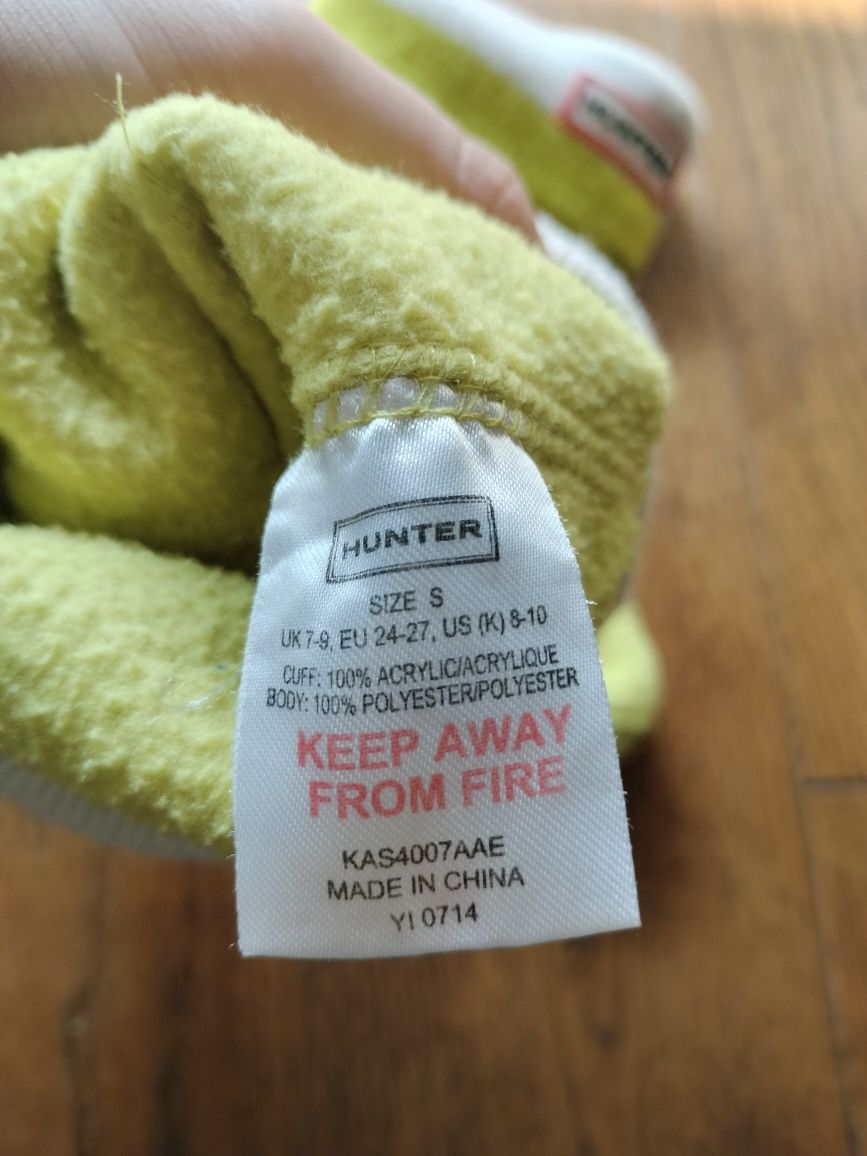 HUNTER
HUNTER
SIZE S
UK 7-9, EU 24-27, US (K) 8-10
CUFF: 100% ACRYLIC/ACRYLIQUE
BODY: 100% POLYESTER/POLYESTER
KEEP AWAY
FROM FIRE
KAS4007AAE
MADE IN CHINA
YI 0714